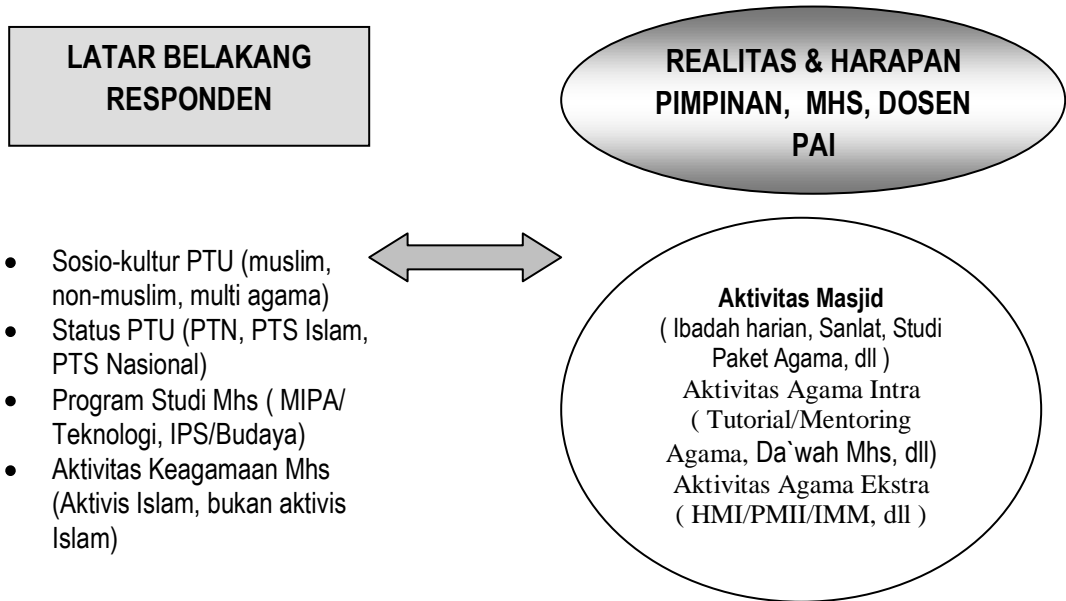 LATAR BELAKANG
RESPONDEN
REALITAS & HARAPAN
PIMPINAN, MHS, DOSEN
PAI
• Sosio-kultur PTU (muslim,
non-muslim, multi agama)
• Status PTU (PTN, PTS Islam,
PTS Nasional)
• Program Studi Mhs ( MIPA/
Teknologi, IPS/Budaya)
• Aktivitas Keagamaan Mhs
(Aktivis Islam, bukan aktivis
Islam)
Aktivitas Masjid
( Ibadah harian, Sanlat, Studi
Paket Agama, dll )
Aktivitas Agama Intra
( Tutorial/Mentoring
Agama, Da`wah Mhs, dll)
Aktivitas Agama Ekstra
( HMI/PMII/IMM, dll )